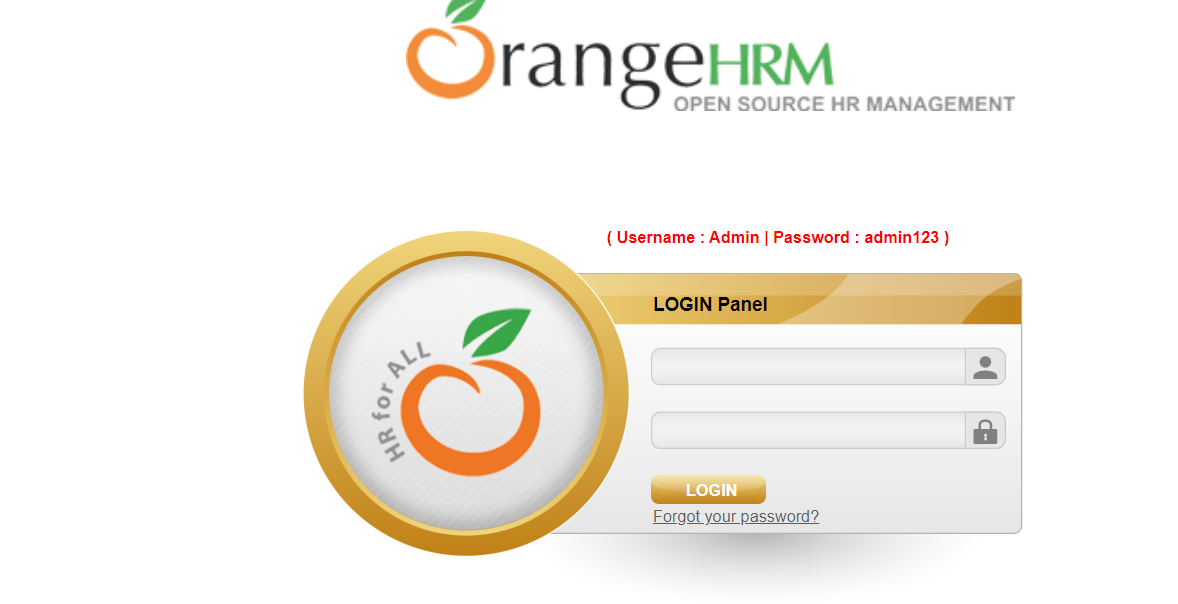 OrangeHRM
OPEN SOURCE HR MANAGEMENT
( Username : Admin | Password : admin123 )
LOGIN Panel
HR for ALL
LOGIN
Forgot your password?